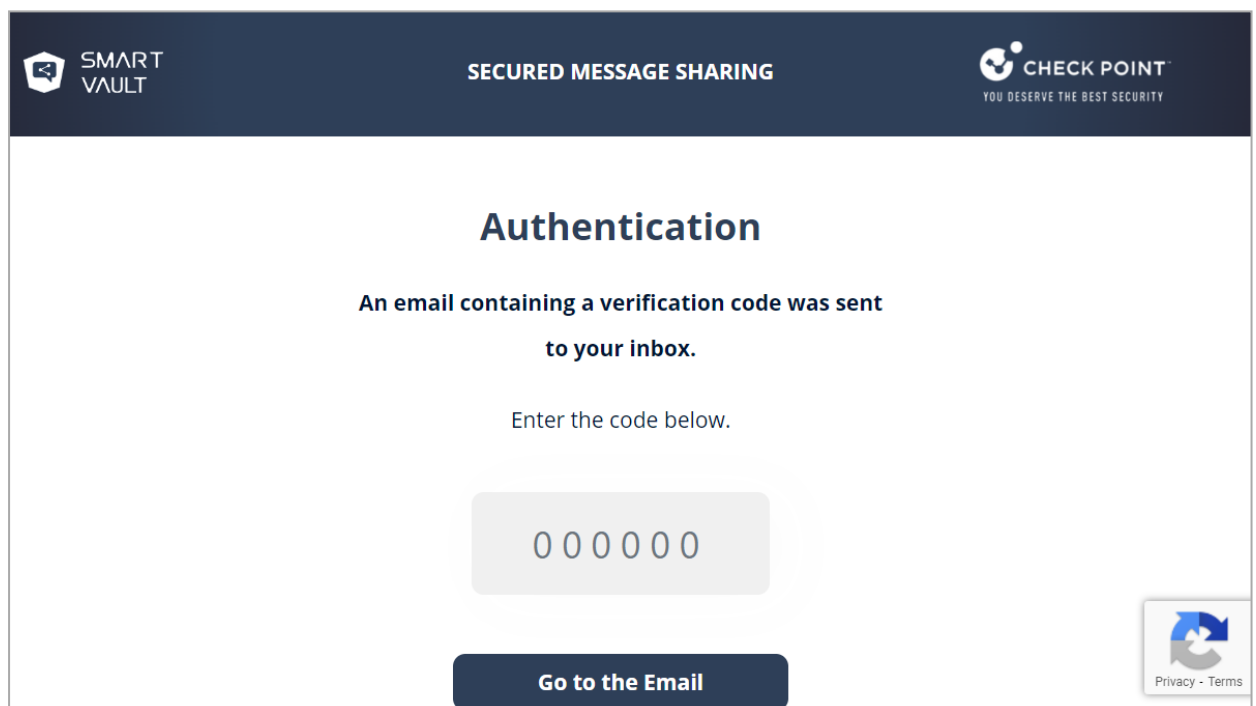 SMART
VAULT
SECURED MESSAGE SHARING
CHECK POINT™
YOU DESERVE THE BEST SECURITY
Authentication
An email containing a verification code was sent
to your inbox.
Enter the code below.
000000
Go to the Email
Privacy - Terms